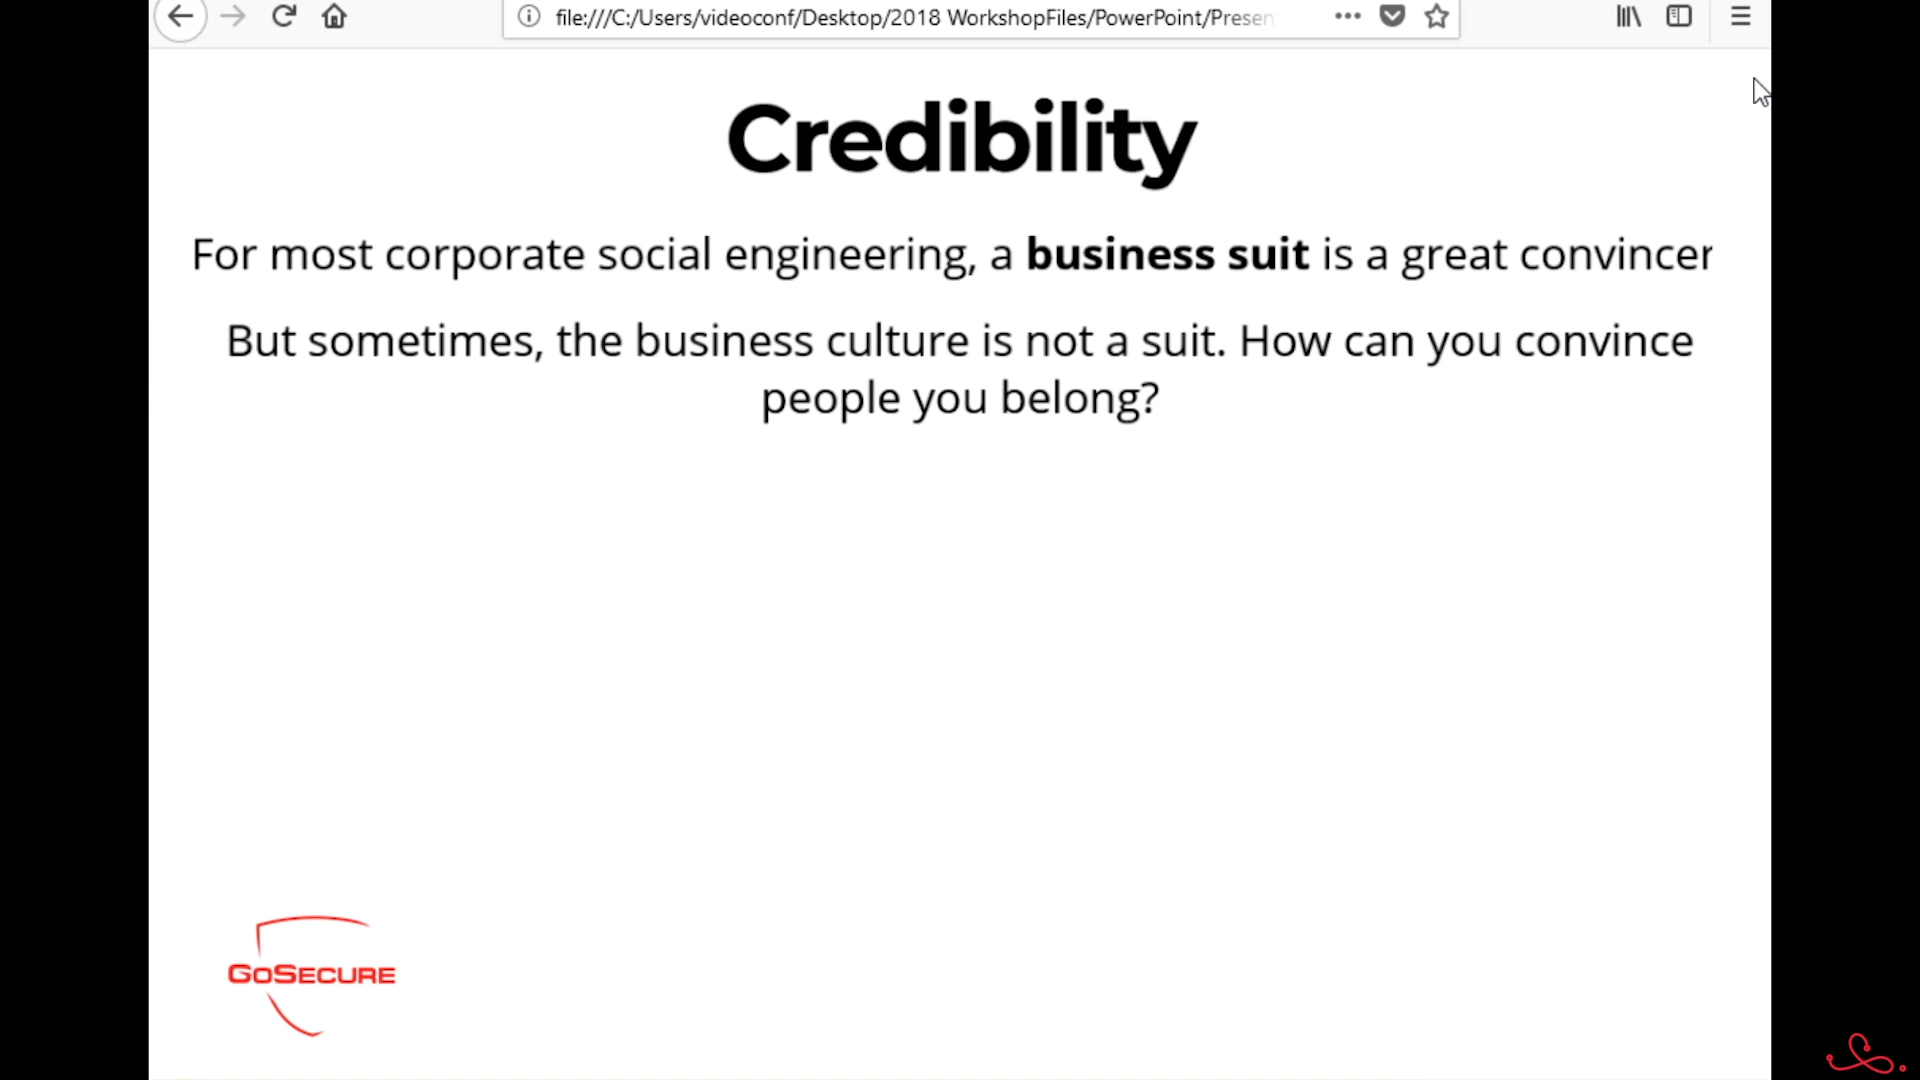 file:///C:/Users/videoconf/Desktop/2018 WorkshopFiles/PowerPoint/Presen
Credibility
For most corporate social engineering, a business suit is a great convincer
But sometimes, the business culture is not a suit. How can you convince
people you belong?
GoSecure